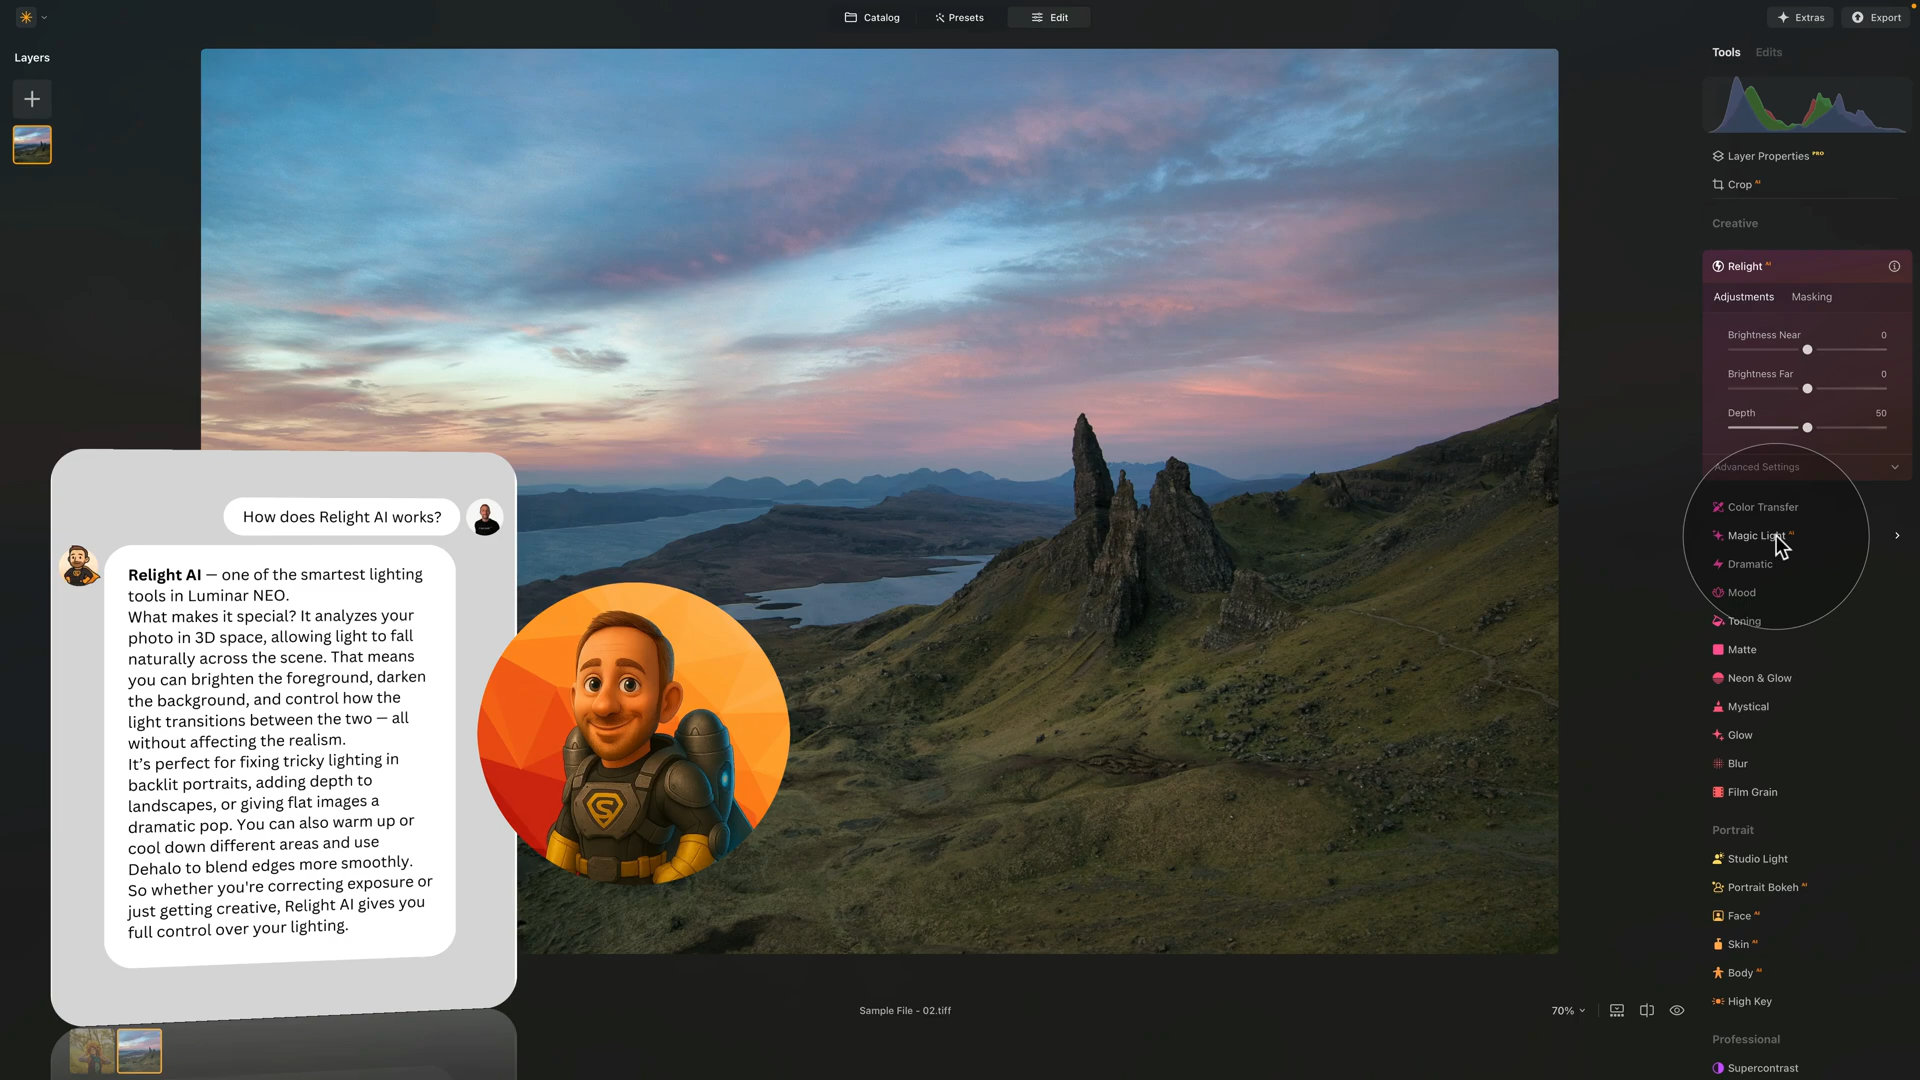 Catalog
Presets
Edit
Extras
Export
Layers
Tools
Edits
Layer Properties PRO
Crop AI
Creative
Relight AI
Adjustments
Masking
Brightness Near 0
Brightness Far 0
Depth 50
Advanced Settings
Color Transfer
Magic Light AI
Dramatic
Mood
Toning
Matte
Neon & Glow
Mystical
Glow
Blur
Film Grain
Portrait
Studio Light
Portrait Bokeh AI
Face AI
Skin AI
Body AI
High Key
Professional
Supercontrast
How does Relight AI works?
Relight AI — one of the smartest lighting
tools in Luminar NEO.
What makes it special? It analyzes your
photo in 3D space, allowing light to fall
naturally across the scene. That means
you can brighten the foreground, darken
the background, and control how the
light transitions between the two — all
without affecting the realism.
It's perfect for fixing tricky lighting in
backlit portraits, adding depth to
landscapes, or giving flat images a
dramatic pop. You can also warm up or
cool down different areas and use
Dehalo to blend edges more smoothly.
So whether you're correcting exposure or
just getting creative, Relight AI gives you
full control over your lighting.
S
Sample File - 02.tiff
70%